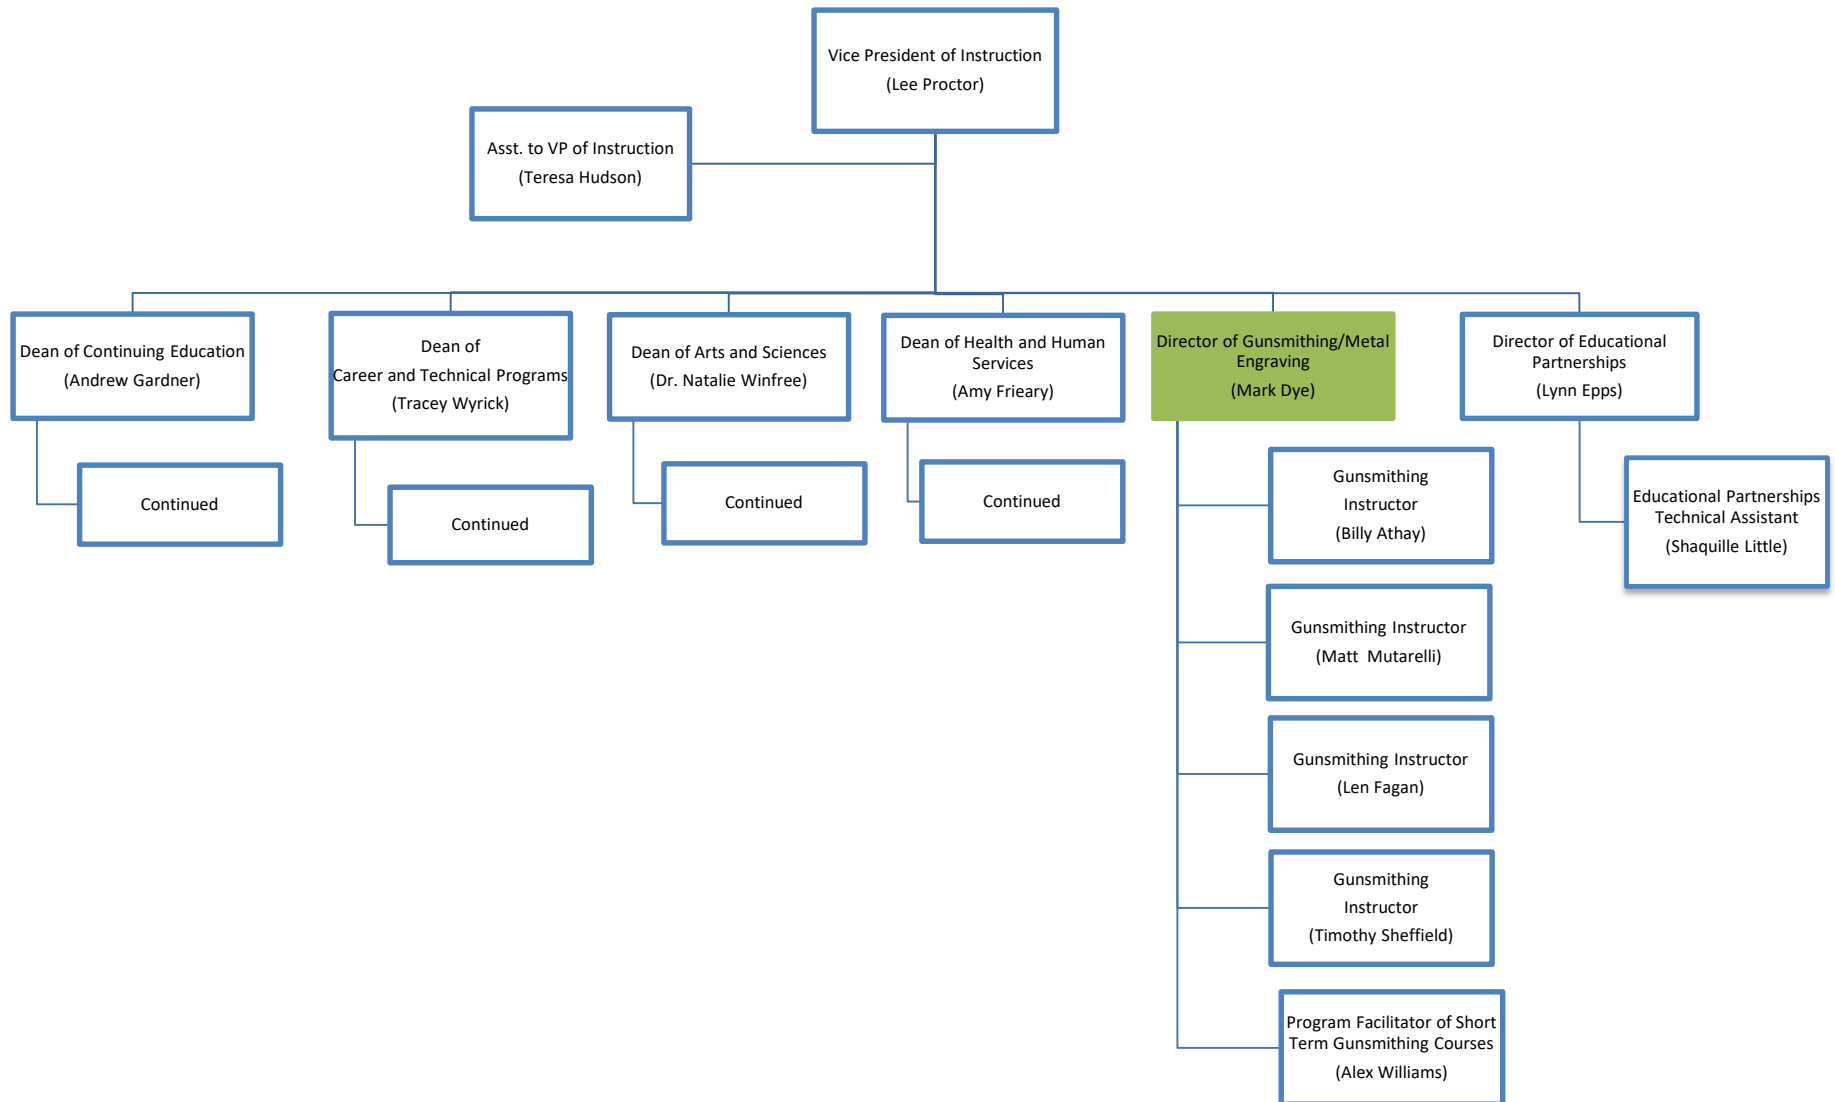 Vice President of Instruction
(Lee Proctor)
Asst. to VP of Instruction
(Teresa Hudson)
Dean of Continuing Education
(Andrew Gardner)
Continued
Dean of
Career and Technical Programs
(Tracey Wyrick)
Continued
Dean of Arts and Sciences
(Dr. Natalie Winfree)
Continued
Dean of Health and Human
Services
(Amy Frieary)
Continued
Director of Gunsmithing/Metal
Engraving
(Mark Dye)
Gunsmithing
Instructor
(Billy Athay)
Gunsmithing Instructor
(Matt  Mutarelli)
Gunsmithing Instructor
(Len Fagan)
Gunsmithing
Instructor
(Timothy Sheffield)
Program Facilitator of Short
Term Gunsmithing Courses
(Alex Williams)
Director of Educational
Partnerships
(Lynn Epps)
Educational Partnerships
Technical Assistant
(Shaquille Little)